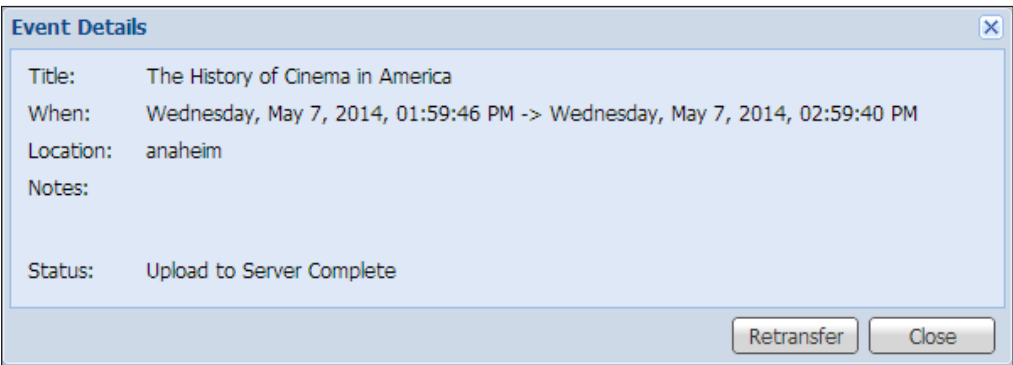 Event Details
Title: The History of Cinema in America
When: Wednesday, May 7, 2014, 01:59:46 PM -> Wednesday, May 7, 2014, 02:59:40 PM
Location: anaheim
Notes:
Status: Upload to Server Complete
Retransfer Close